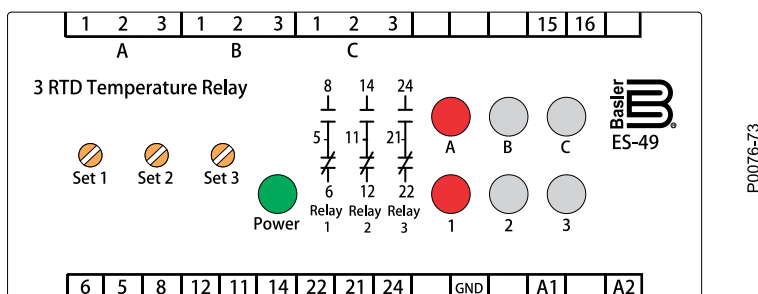 1 2 3 1 2 3 1 2 3 15 16
A B C
3 RTD Temperature Relay
8 14 24
5 11 21
6 12 22
Set 1 Set 2 Set 3
Power
Relay 1 Relay 2 Relay 3
A B C
1 2 3
Basler
ES-49
6 5 8 12 11 14 22 21 24 GND A1 A2
P0076-73